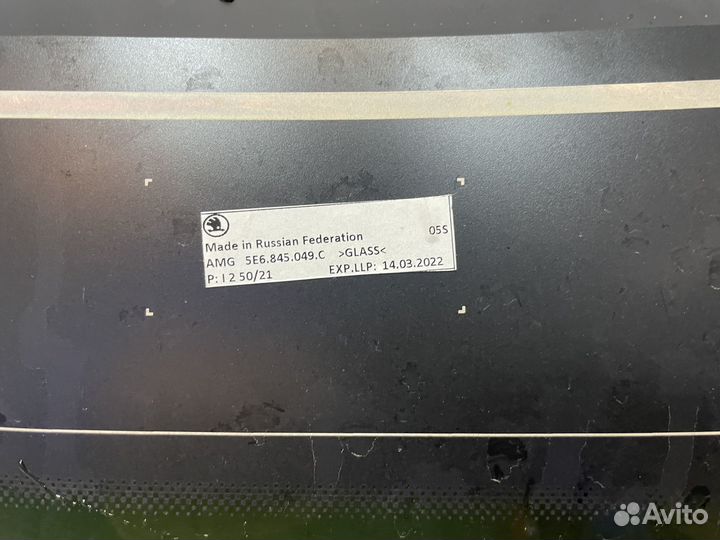 Made in Russian Federation 05S
AMG 5E6.845.049.C >GLASS<
P: I 2 50/21 EXP.LLP: 14.03.2022
Avito